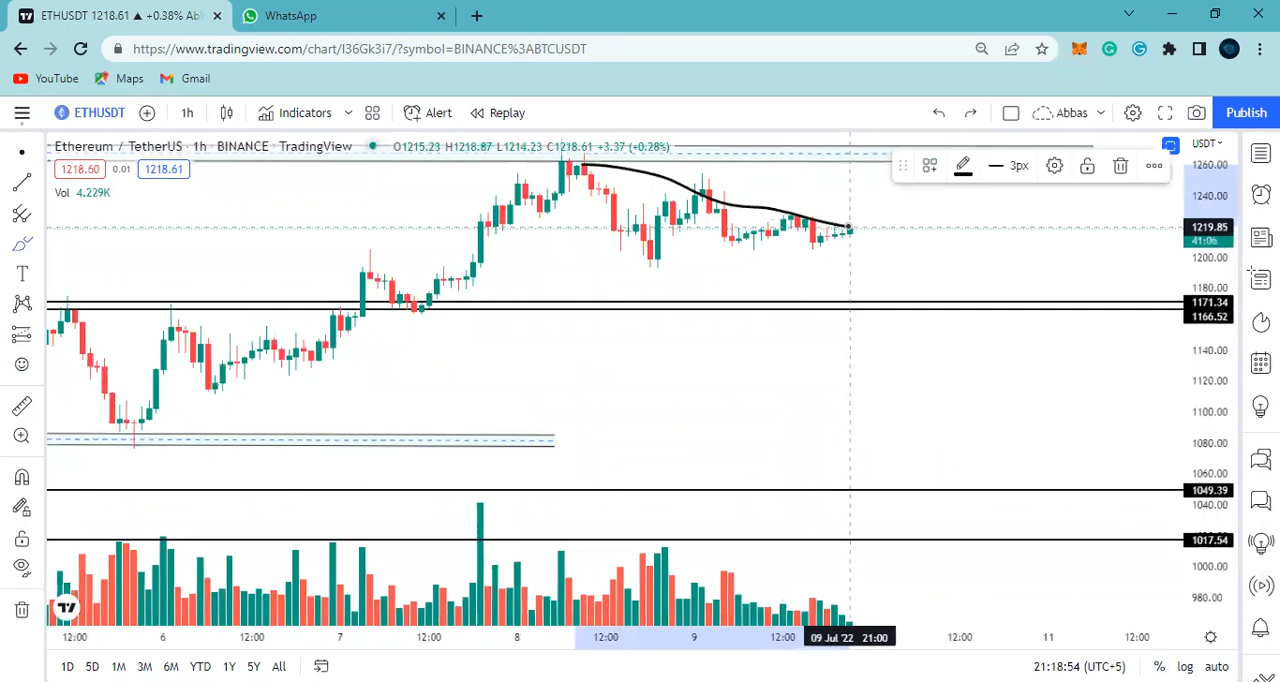 ETHUSDT 1218.61 ▲ +0.38% Ab
WhatsApp
https://www.tradingview.com/chart/I36Gk3i7/?symbol=BINANCE%3ABTCUSDT
YouTube Maps Gmail
ETHUSDT 1h Indicators Alert Replay Abbas Publish
Ethereum / TetherUS · 1h · BINANCE · TradingView O1215.23 H1218.87 L1214.23 C1218.61 +3.37 (+0.28%) USDT
1218.60 0.01 1218.61 3px 1260.00
Vol 4.229K
1240.00
1219.85
41:06
1200.00
1180.00
1171.34
1166.52
1140.00
1120.00
1100.00
1080.00
1060.00
1049.39
1040.00
1017.54
1000.00
980.00
12:00 6 12:00 7 12:00 8 12:00 9 12:00 09 Jul '22 21:00 12:00 11 12:00
1D 5D 1M 3M 6M YTD 1Y 5Y All 21:18:54 (UTC+5) % log auto